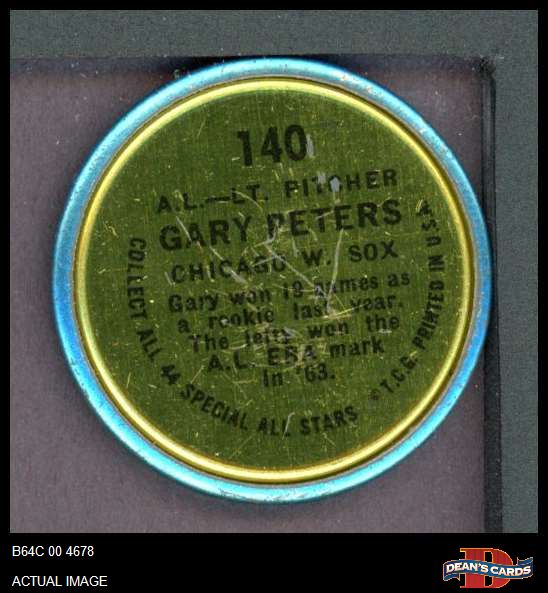 140
A.L.—LT. PITCHER
GARY PETERS
CHICAGO W. SOX
Gary won 19 games as
a rookie last year.
The lefty won the
A.L. ERA mark
in '63.
COLLECT ALL 44 SPECIAL ALL STARS
© T.C.G. PRINTED IN U.S.A.
B64C 00 4678
ACTUAL IMAGE
D
DEAN'S CARDS